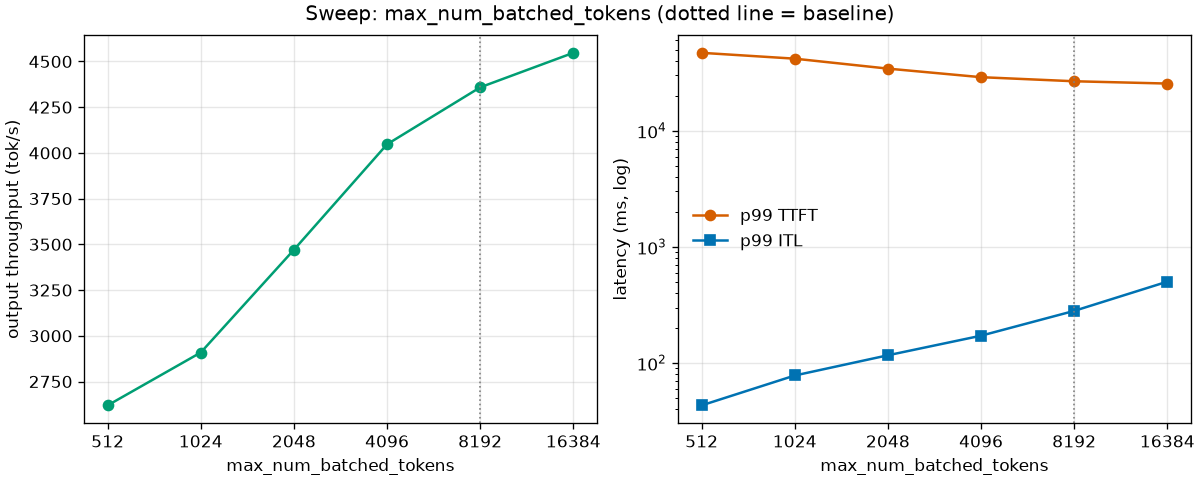 Sweep: max_num_batched_tokens (dotted line = baseline)
output throughput (tok/s)
4500
4250
4000
3750
3500
3250
3000
2750
512 1024 2048 4096 8192 16384
max_num_batched_tokens
latency (ms, log)
10^4
10^3
10^2
p99 TTFT
p99 ITL
512 1024 2048 4096 8192 16384
max_num_batched_tokens